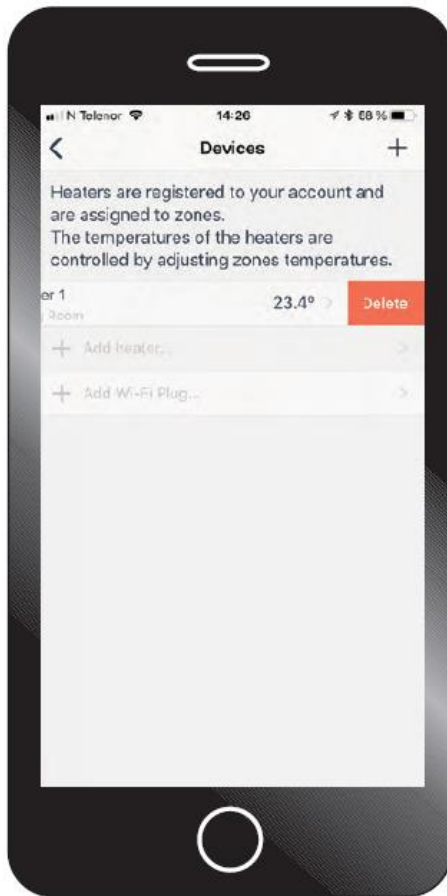 N Telenor 14:26 68 %
Devices
Heaters are registered to your account and
are assigned to zones.
The temperatures of the heaters are
controlled by adjusting zones temperatures.
er 1 23.4° Delete
Room
Add heater...
Add Wi-Fi Plug...